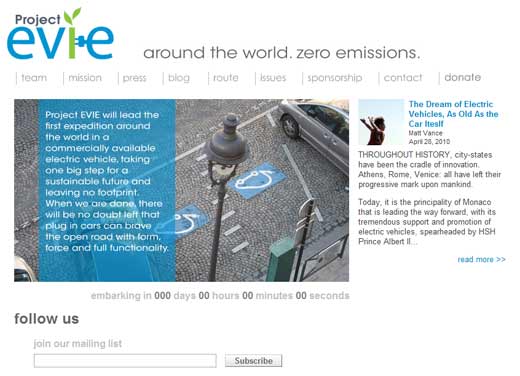 Project
evie
around the world. zero emissions.
team mission press blog route issues sponsorship contact donate
Project EVIE will lead the
first expedition around
the world in a
commercially available
electric vehicle, taking
one big step for a
sustainable future and
leaving no footprint.
When we are done, there
will be no doubt left that
plug in cars can brave
the open road with form,
force and full functionality.
The Dream of Electric
Vehicles, As Old As the
Car Iteslf
Matt Vance
April 28, 2010
THROUGHOUT HISTORY, city-states
have been the cradle of innovation.
Athens, Rome, Venice: all have left their
progressive mark upon mankind.
Today, it is the principality of Monaco
that is leading the way forward, with its
tremendous support and promotion of
electric vehicles, spearheaded by HSH
Prince Albert II...
read more >>
embarking in 000 days 00 hours 00 minutes 00 seconds
follow us
join our mailing list
Subscribe